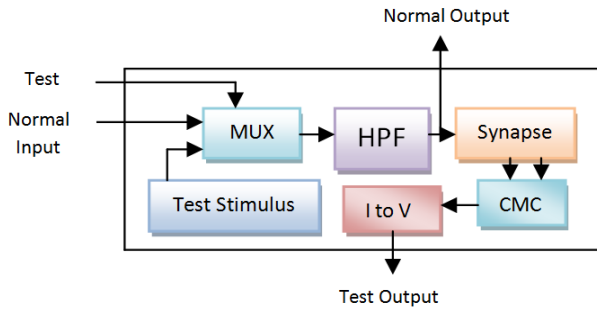 Normal Output
Test
Normal
Input
MUX
HPF
Synapse
Test Stimulus
I to V
CMC
Test Output